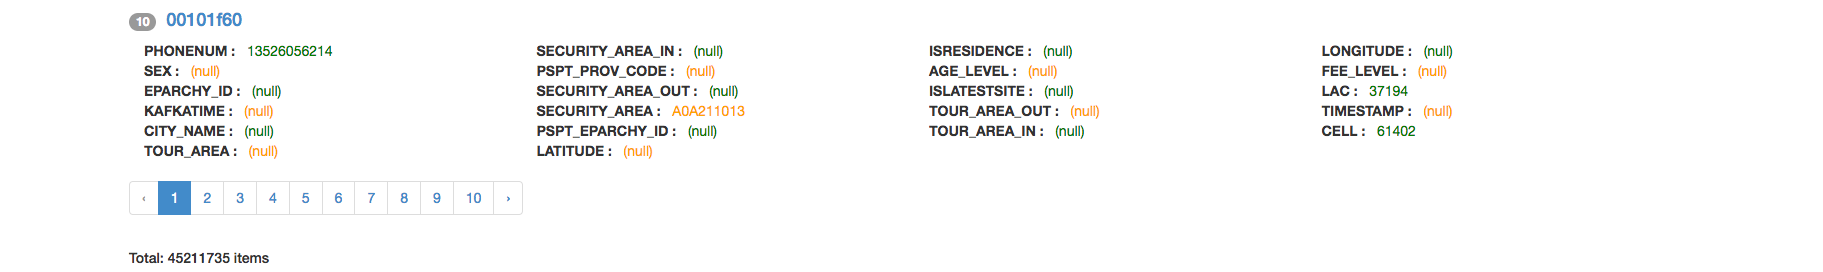 10 00101f60
PHONENUM : 13526056214 SECURITY_AREA_IN : (null) ISRESIDENCE : (null) LONGITUDE : (null)
SEX : (null) PSPT_PROV_CODE : (null) AGE_LEVEL : (null) FEE_LEVEL : (null)
EPARCHY_ID : (null) SECURITY_AREA_OUT : (null) ISLATESTSITE : (null) LAC : 37194
KAFKATIME : (null) SECURITY_AREA : A0A211013 TOUR_AREA_OUT : (null) TIMESTAMP : (null)
CITY_NAME : (null) PSPT_EPARCHY_ID : (null) TOUR_AREA_IN : (null) CELL : 61402
TOUR_AREA : (null) LATITUDE : (null)
‹ 1 2 3 4 5 6 7 8 9 10 ›
Total: 45211735 items